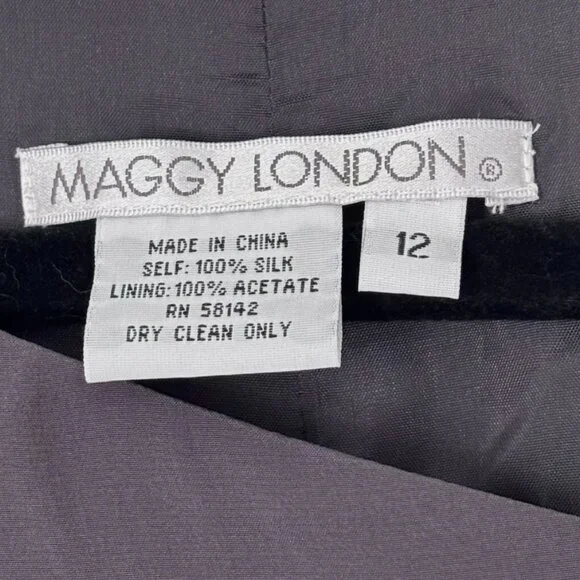 MAGGY LONDON ®
MADE IN CHINA
SELF: 100% SILK
LINING: 100% ACETATE
RN 58142
DRY CLEAN ONLY
12